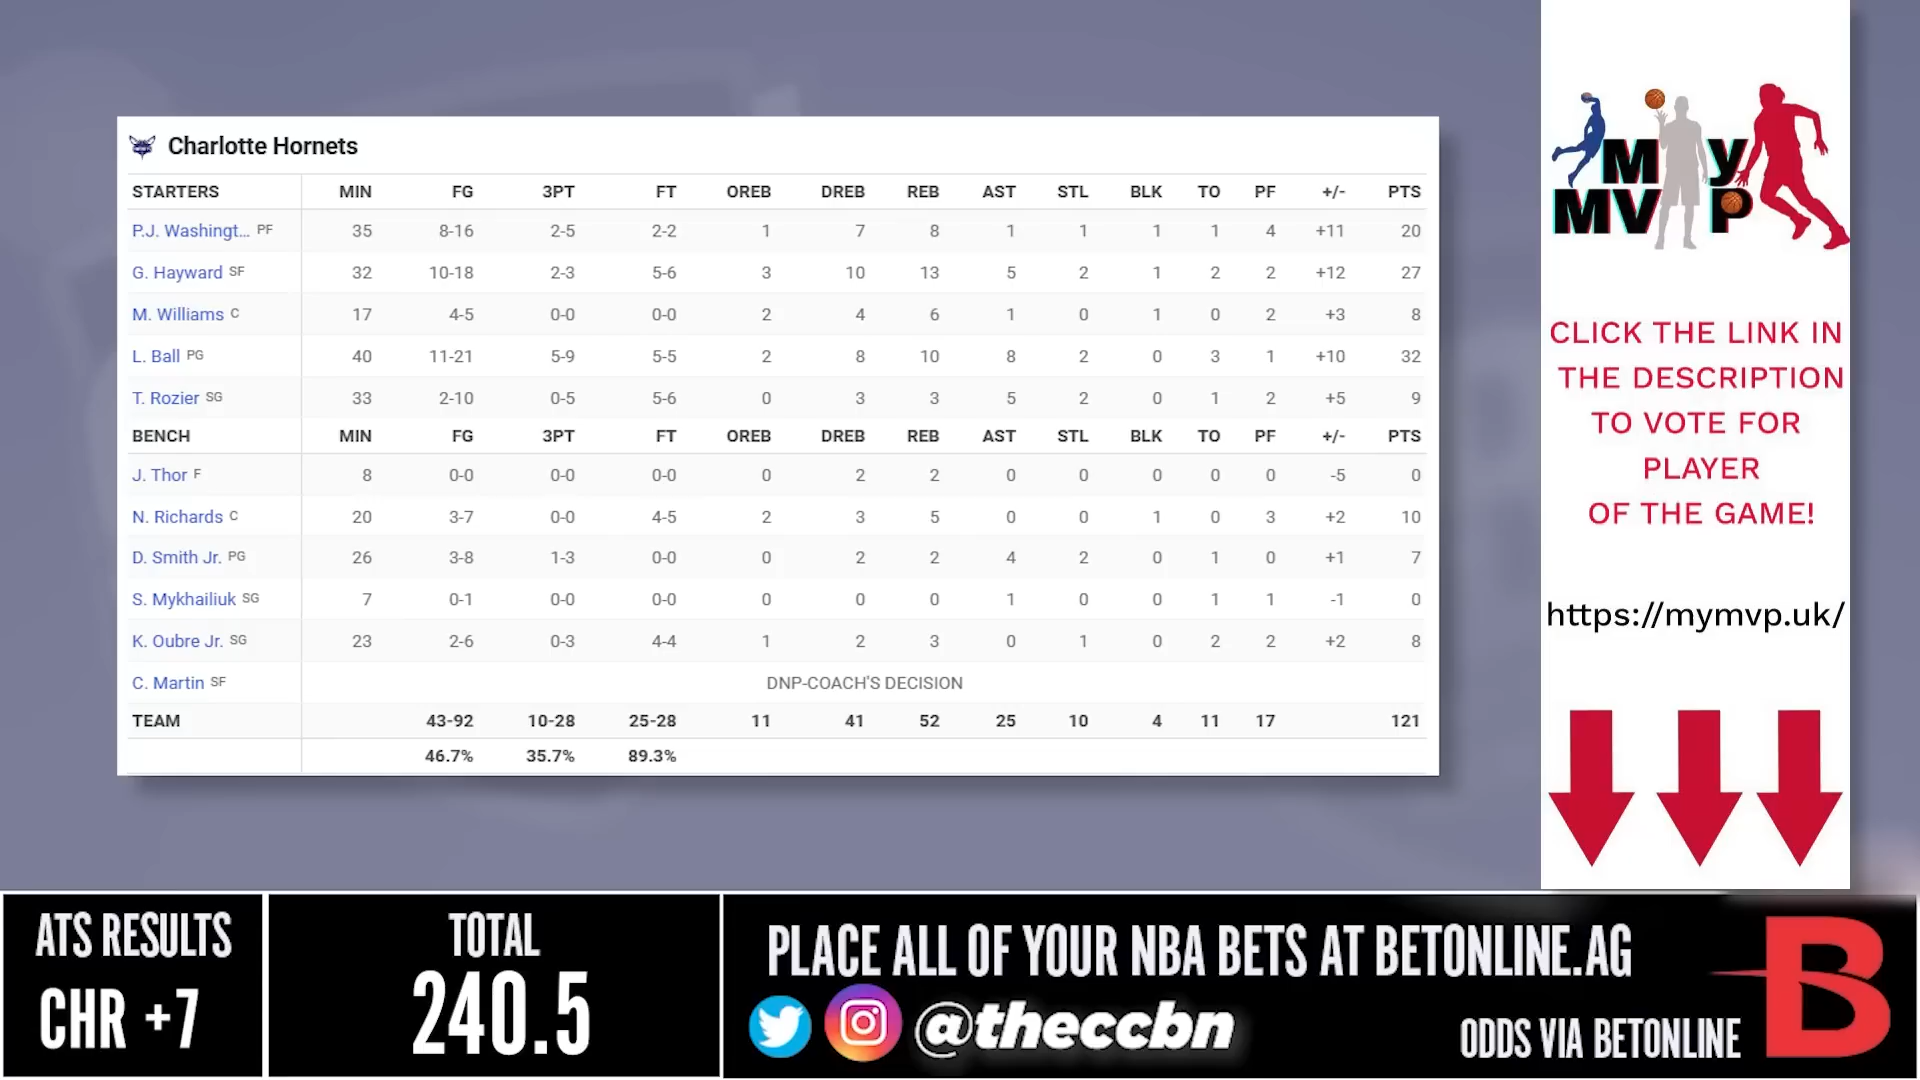 Charlotte Hornets
STARTERS MIN FG 3PT FT OREB DREB REB AST STL BLK TO PF +/- PTS
P.J. Washingt... PF 35 8-16 2-5 2-2 1 7 8 1 1 1 1 4 +11 20
G. Hayward SF 32 10-18 2-3 5-6 3 10 13 5 2 1 2 2 +12 27
M. Williams C 17 4-5 0-0 0-0 2 4 6 1 0 1 0 2 +3 8
L. Ball PG 40 11-21 5-9 5-5 2 8 10 8 2 0 3 1 +10 32
T. Rozier SG 33 2-10 0-5 5-6 0 3 3 5 2 0 1 2 +5 9
BENCH MIN FG 3PT FT OREB DREB REB AST STL BLK TO PF +/- PTS
J. Thor F 8 0-0 0-0 0-0 0 2 2 0 0 0 0 0 -5 0
N. Richards C 20 3-7 0-0 4-5 2 3 5 0 0 1 0 3 +2 10
D. Smith Jr. PG 26 3-8 1-3 0-0 0 2 2 4 2 0 1 0 +1 7
S. Mykhailiuk SG 7 0-1 0-0 0-0 0 0 0 1 0 0 1 1 -1 0
K. Oubre Jr. SG 23 2-6 0-3 4-4 1 2 3 0 1 0 2 2 +2 8
C. Martin SF DNP-COACH'S DECISION
TEAM 43-92 10-28 25-28 11 41 52 25 10 4 11 17 121
46.7% 35.7% 89.3%
My
MVP
CLICK THE LINK IN
THE DESCRIPTION
TO VOTE FOR
PLAYER
OF THE GAME!
https://mymvp.uk/
ATS RESULTS
CHR +7
TOTAL
240.5
PLACE ALL OF YOUR NBA BETS AT BETONLINE.AG
@theccbn
ODDS VIA BETONLINE
B